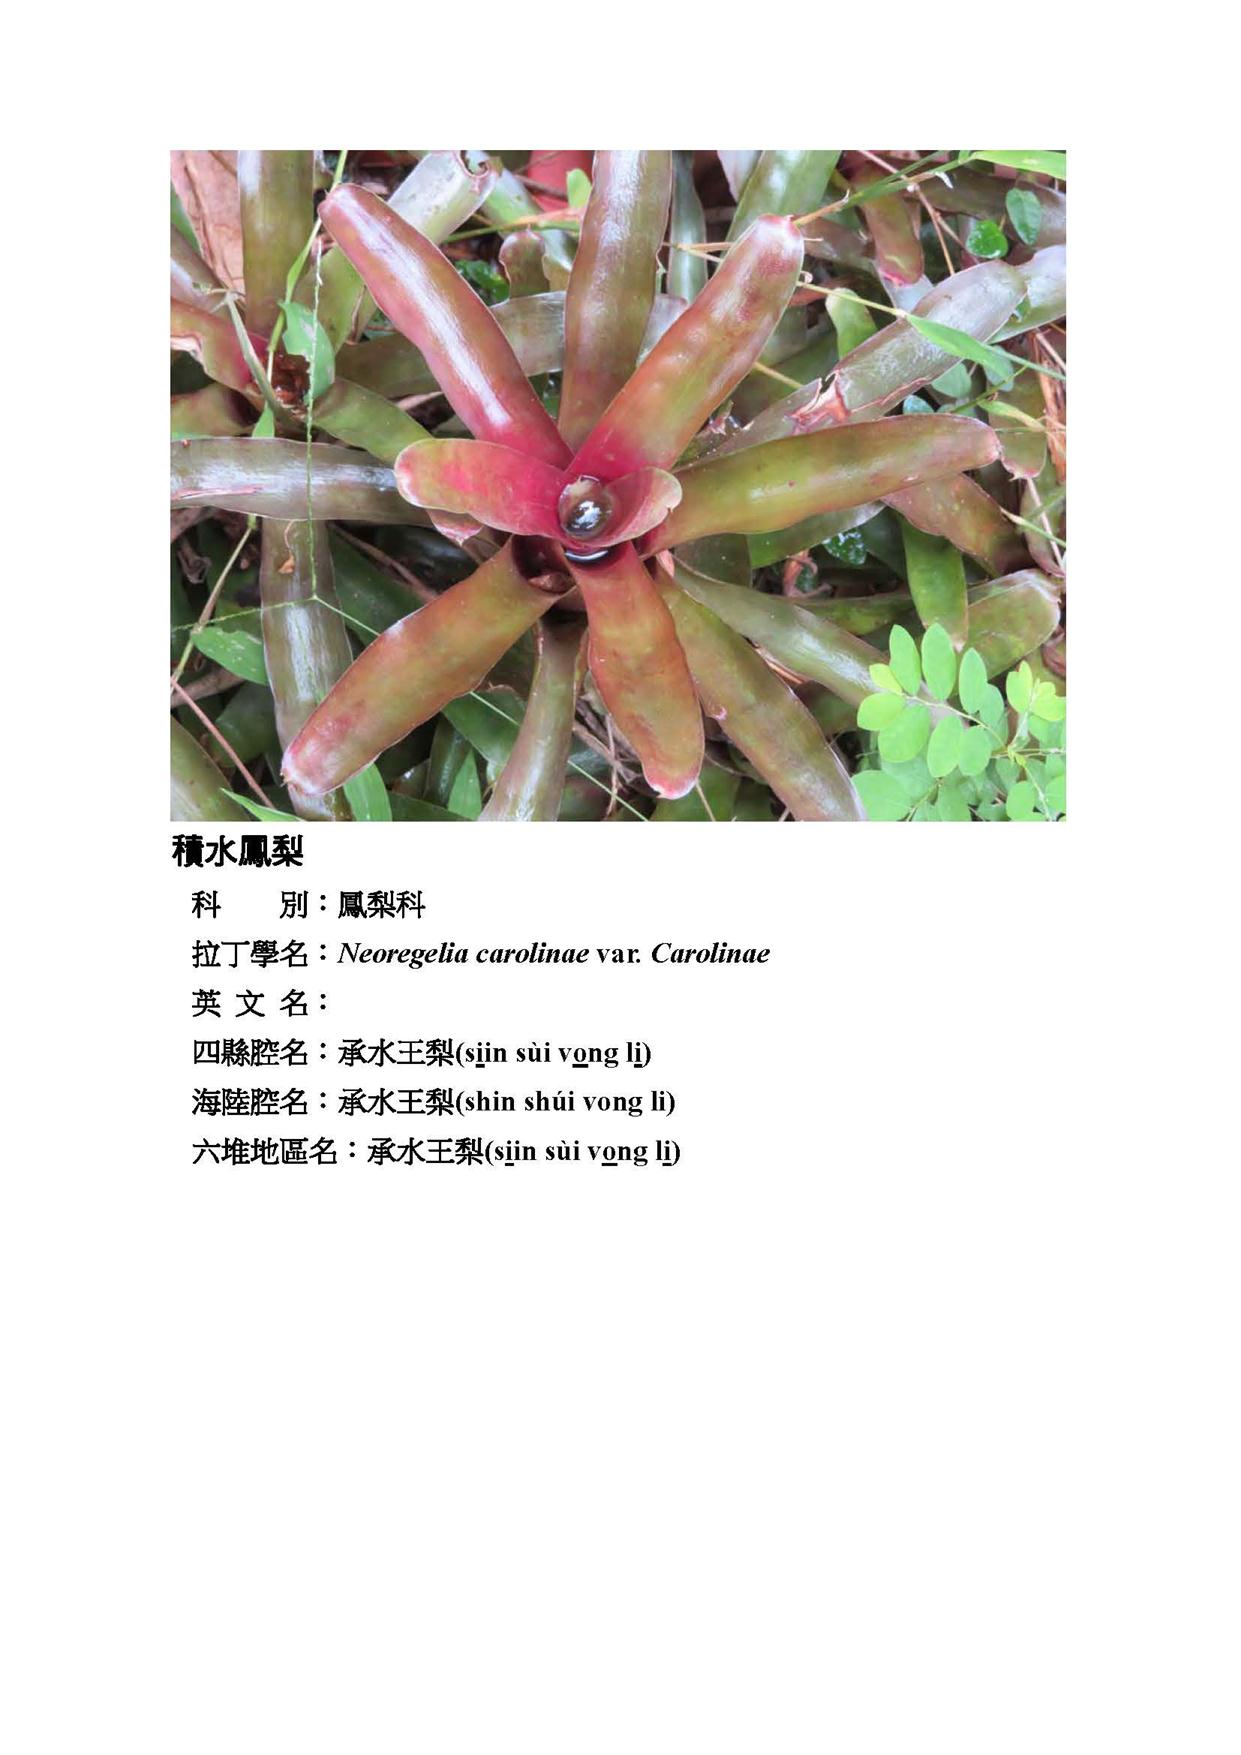 積水鳳梨
科　　別：鳳梨科
拉丁學名：Neoregelia carolinae var. Carolinae
英 文 名：
四縣腔名：承水王梨(si̲in sùi vo̲ng li̲)
海陸腔名：承水王梨(shin shúi vong li)
六堆地區名：承水王梨(si̲in sùi vo̲ng li̲)